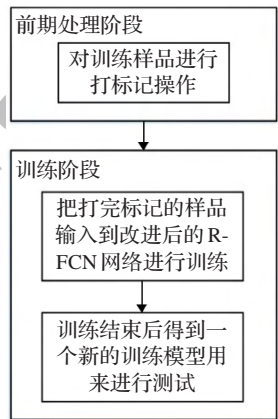 前期处理阶段
对训练样品进行
打标记操作
训练阶段
把打完标记的样品
输入到改进后的R-
FCN网络进行训练
训练结束后得到一
个新的训练模型用
来进行测试